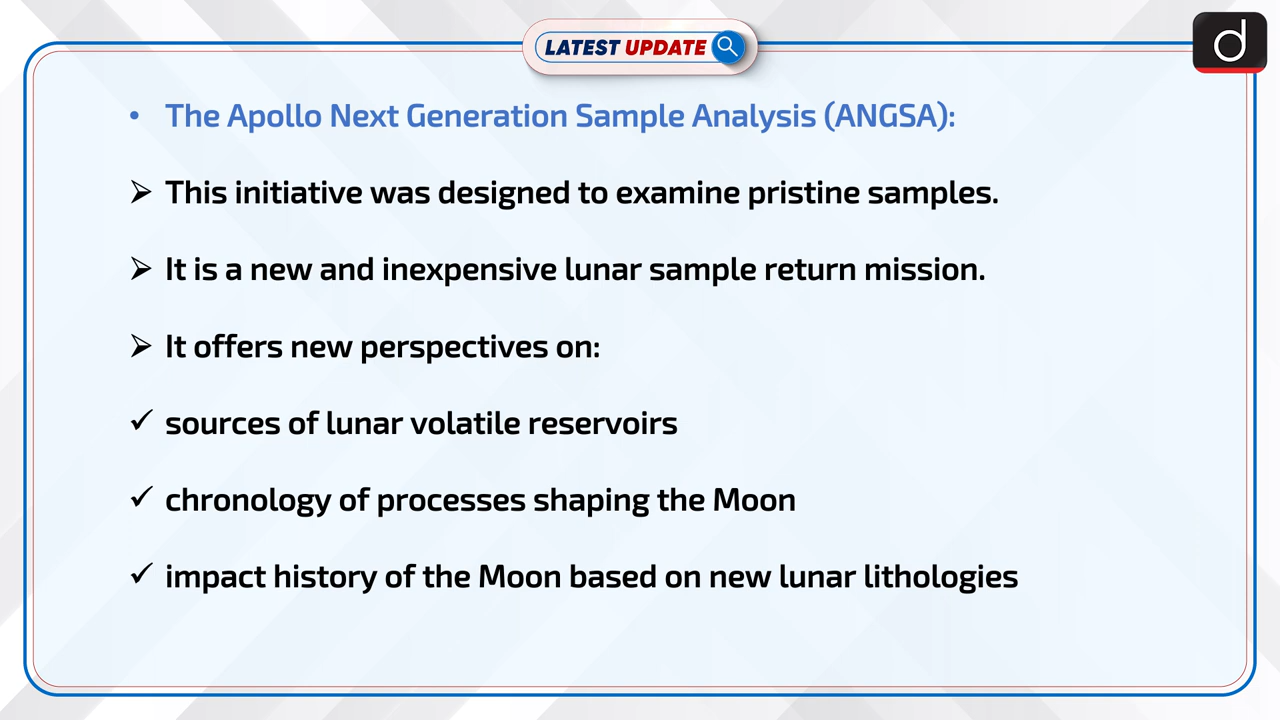 LATEST UPDATE
d
• The Apollo Next Generation Sample Analysis (ANGSA):
➢ This initiative was designed to examine pristine samples.
➢ It is a new and inexpensive lunar sample return mission.
➢ It offers new perspectives on:
✓ sources of lunar volatile reservoirs
✓ chronology of processes shaping the Moon
✓ impact history of the Moon based on new lunar lithologies